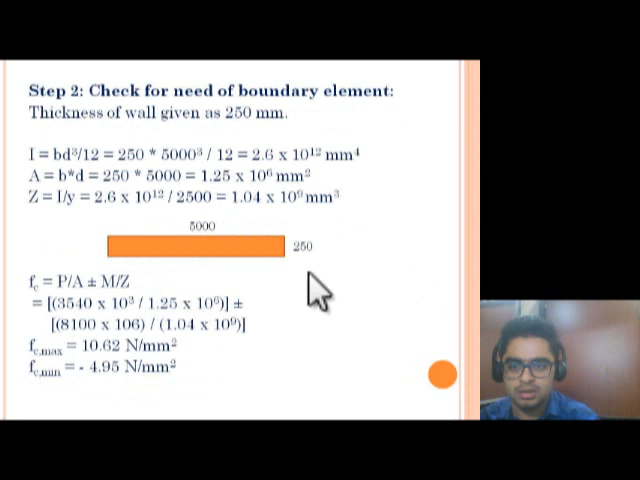 Step 2: Check for need of boundary element:
Thickness of wall given as 250 mm.
I = bd³/12 = 250 * 5000³ / 12 = 2.6 x 10¹² mm⁴
A = b*d = 250 * 5000 = 1.25 x 10⁶ mm²
Z = I/y = 2.6 x 10¹² / 2500 = 1.04 x 10⁹ mm³
5000
250
fc = P/A ± M/Z
= [(3540 x 10³ / 1.25 x 10⁶)] ±
[(8100 x 106) / (1.04 x 10⁹)]
fc,max = 10.62 N/mm²
fc,min = - 4.95 N/mm²